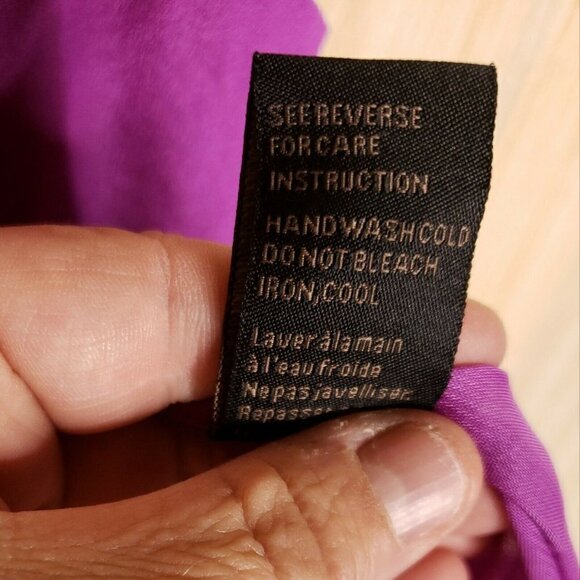 SEE REVERSE
FOR CARE
INSTRUCTION
HAND WASH COLD
DO NOT BLEACH
IRON, COOL
Laver à la main
à l'eau froide
Ne pas javelliser
Repasser